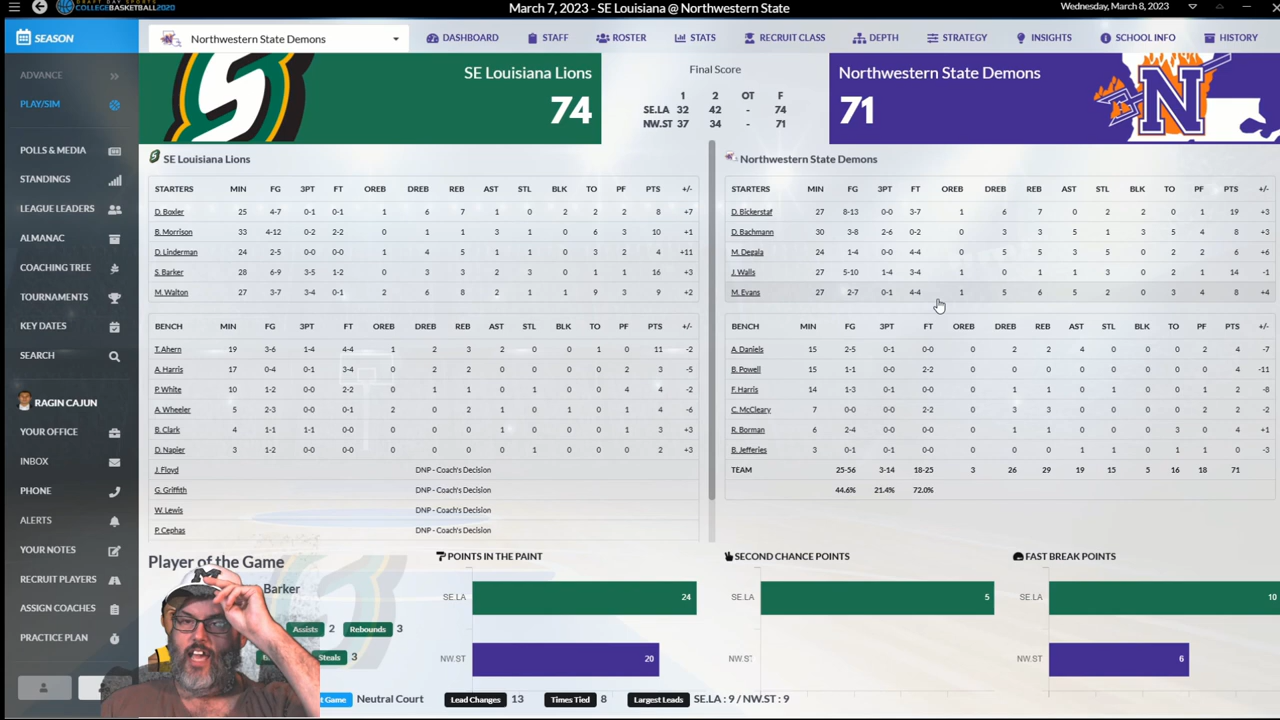 DRAFT DAY SPORTS
COLLEGE BASKETBALL 2020
March 7, 2023 - SE Louisiana @ Northwestern State
Wednesday, March 8, 2023
SEASON
Northwestern State Demons
DASHBOARD STAFF ROSTER STATS RECRUIT CLASS DEPTH STRATEGY INSIGHTS SCHOOL INFO HISTORY
ADVANCE
PLAY/SIM
POLLS & MEDIA
STANDINGS
LEAGUE LEADERS
ALMANAC
COACHING TREE
TOURNAMENTS
KEY DATES
SEARCH
RAGIN CAJUN
YOUR OFFICE
INBOX
PHONE
ALERTS
YOUR NOTES
RECRUIT PLAYERS
ASSIGN COACHES
PRACTICE PLAN
SE Louisiana Lions
74
Final Score
1 2 OT F
SE.LA 32 42 - 74
NW.ST 37 34 - 71
Northwestern State Demons
71
SE Louisiana Lions
STARTERS MIN FG 3PT FT OREB DREB REB AST STL BLK TO PF PTS +/-
D. Boxler 25 4-7 0-1 0-1 1 6 7 1 0 2 2 2 8 +7
B. Morrison 33 4-12 0-2 2-2 0 1 1 3 1 0 6 3 10 +1
D. Linderman 24 2-5 0-0 0-0 1 4 5 1 1 0 3 2 4 +11
S. Barker 28 6-9 3-5 1-2 0 3 3 2 3 0 1 1 16 +3
M. Walton 27 3-7 3-4 0-1 2 6 8 2 1 1 9 3 9 +2
BENCH MIN FG 3PT FT OREB DREB REB AST STL BLK TO PF PTS +/-
T. Ahern 19 3-6 1-4 4-4 1 2 3 2 0 0 1 0 11 -2
A. Harris 17 0-4 0-1 3-4 0 2 2 0 0 0 0 2 3 -5
P. White 10 1-2 0-0 2-2 0 0 0 0 1 0 0 4 4 -2
A. Wheeler 5 2-3 0-0 0-1 2 0 2 1 0 1 0 1 4 -6
B. Clark 4 1-1 1-1 0-0 0 0 0 1 0 0 0 1 3 +3
D. Napier 3 1-2 0-0 0-0 0 0 0 0 1 0 0 0 2 +3
J. Floyd DNP - Coach's Decision
G. Griffith DNP - Coach's Decision
W. Lewis DNP - Coach's Decision
P. Cephas DNP - Coach's Decision
Northwestern State Demons
STARTERS MIN FG 3PT FT OREB DREB REB AST STL BLK TO PF PTS +/-
D. Bickerstaf 27 8-13 0-0 3-7 1 6 7 0 2 2 0 1 19 +3
D. Bachmann 30 3-8 2-6 0-2 0 3 3 5 1 3 5 4 8 +3
M. Degala 24 1-4 0-0 4-4 0 5 5 3 5 0 2 2 6 +6
J. Walls 27 5-10 1-4 3-4 1 0 1 1 3 0 2 1 14 -1
M. Evans 27 2-7 0-1 4-4 1 5 6 5 2 0 3 4 8 +4
BENCH MIN FG 3PT FT OREB DREB REB AST STL BLK TO PF PTS +/-
A. Daniels 15 2-5 0-1 0-0 0 2 2 4 0 0 0 2 4 -7
B. Powell 15 1-1 0-0 2-2 0 0 0 0 0 0 0 0 4 -11
F. Harris 14 1-3 0-1 0-0 0 1 1 0 1 0 1 2 2 -8
C. McCleary 7 0-0 0-0 2-2 0 3 3 0 0 0 0 2 2 -2
R. Borman 6 2-4 0-0 0-0 0 1 1 0 0 0 3 0 4 +1
B. Jefferies 3 0-1 0-1 0-0 0 0 0 1 1 0 0 0 0 -3
TEAM 25-56 3-14 18-25 3 26 29 19 15 5 16 18 71
44.6% 21.4% 72.0%
Player of the Game
Barker
Assists 2 Rebounds 3
Steals 3
Neutral Court
POINTS IN THE PAINT
SE.LA 24
NW.ST 20
SECOND CHANCE POINTS
SE.LA 5
FAST BREAK POINTS
SE.LA 10
NW.ST 6
Lead Changes 13 Times Tied 8 Largest Leads SE.LA : 9 / NW.ST : 9